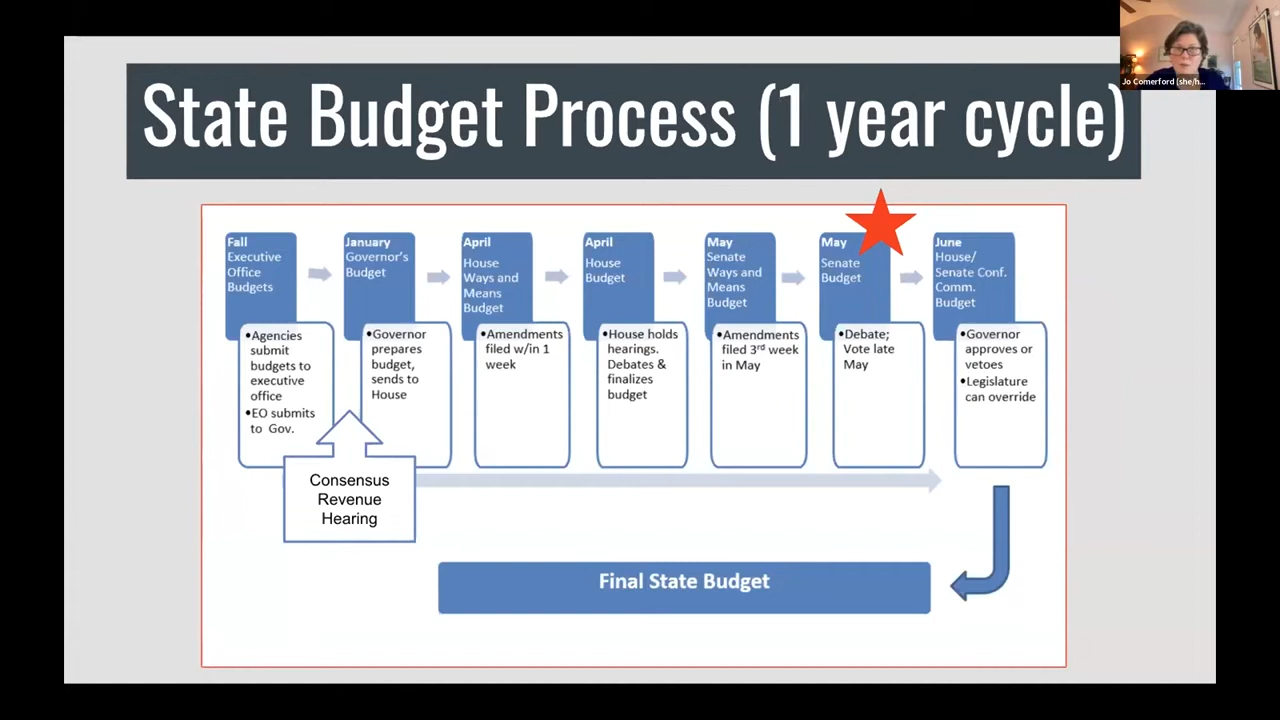 Jo Comerford (she/h...
State Budget Process (1 year cycle)
Fall
Executive
Office
Budgets
•Agencies
submit
budgets to
executive
office
•EO submits
to Gov.
January
Governor's
Budget
•Governor
prepares
budget,
sends to
House
April
House
Ways and
Means
Budget
•Amendments
filed w/in 1
week
April
House
Budget
•House holds
hearings.
Debates &
finalizes
budget
May
Senate
Ways and
Means
Budget
•Amendments
filed 3rd week
in May
May
Senate
Budget
•Debate;
Vote late
May
June
House/
Senate Conf.
Comm.
Budget
•Governor
approves or
vetoes
•Legislature
can override
Consensus
Revenue
Hearing
Final State Budget